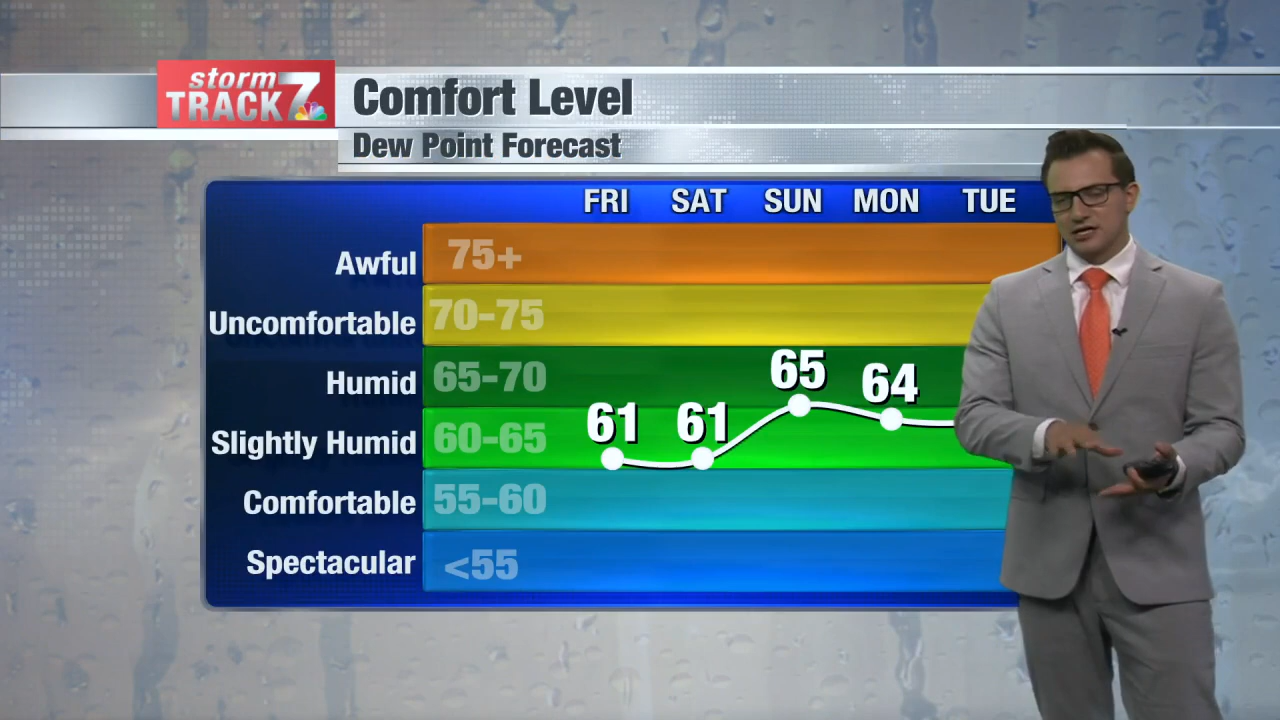 storm
TRACK 7
Comfort Level
Dew Point Forecast
FRI SAT SUN MON TUE
Awful 75+
Uncomfortable 70-75
Humid 65-70
Slightly Humid 60-65
Comfortable 55-60
Spectacular <55
61 61 65 64